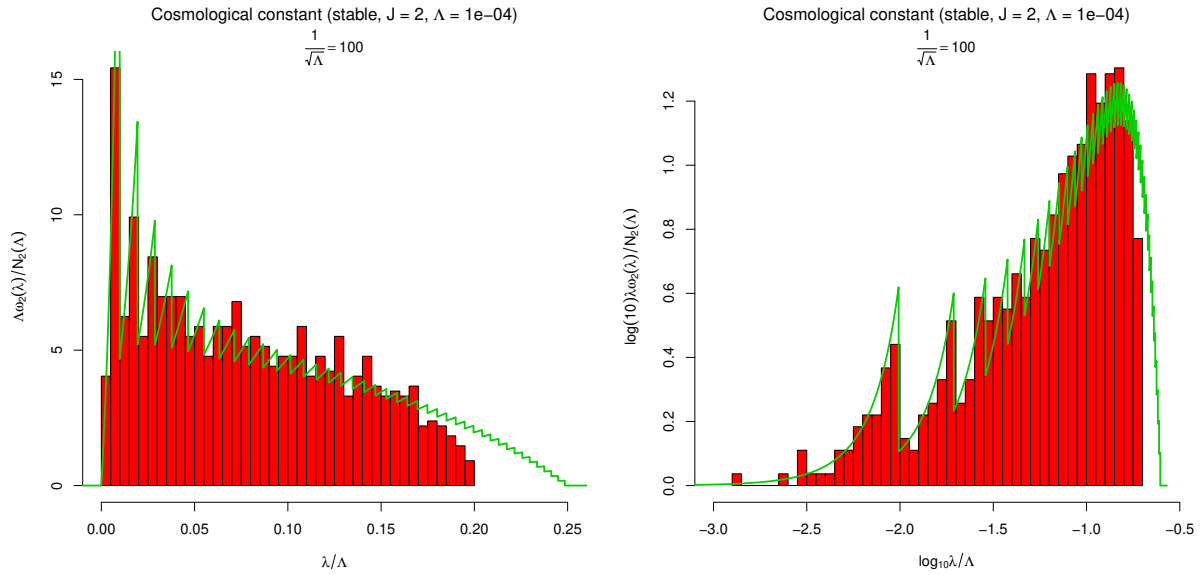 Cosmological constant (stable, J = 2, Λ = 1e−04)
1/√Λ = 100
15
10
5
0
Λω₂(λ)/N₂(Λ)
0.00 0.05 0.10 0.15 0.20 0.25
λ/Λ
Cosmological constant (stable, J = 2, Λ = 1e−04)
1/√Λ = 100
1.2
1.0
0.8
0.6
0.4
0.2
0.0
log(10))λω₂(λ)/N₂(Λ)
−3.0 −2.5 −2.0 −1.5 −1.0 −0.5
log₁₀λ/Λ